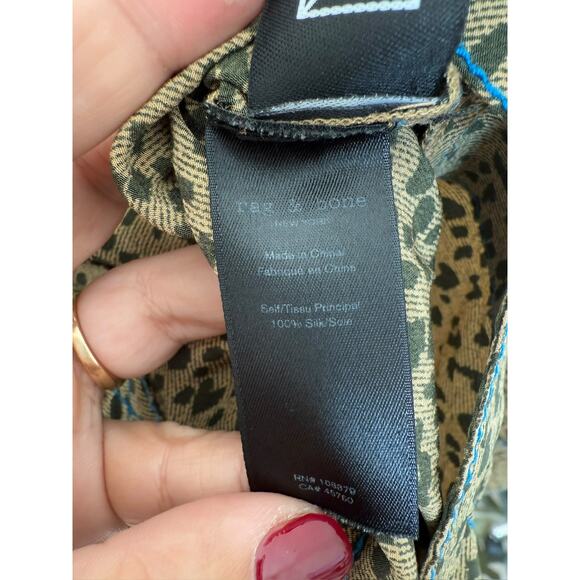 rag & bone
NEW YORK
Made in China/
Fabriqué en Chine
Self/Tissu Principal
100% Silk/Soie
RN# 108879
CA# 45760